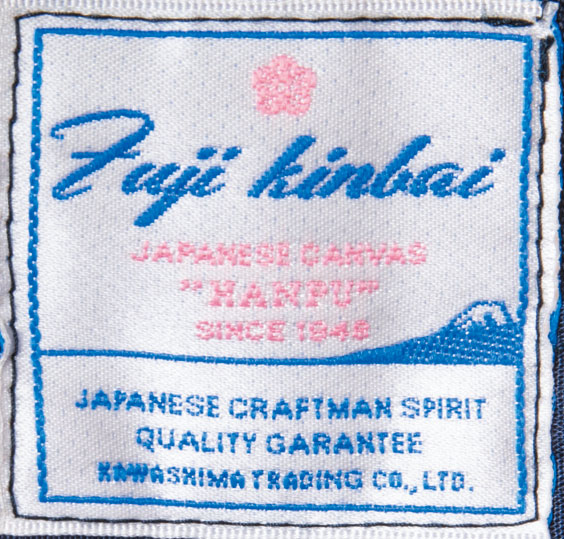 Fuji kinbai
JAPANESE CANVAS
"HANPU"
SINCE 1948
JAPANESE CRAFTMAN SPIRIT
QUALITY GARANTEE
KAWASHIMA TRADING CO., LTD.